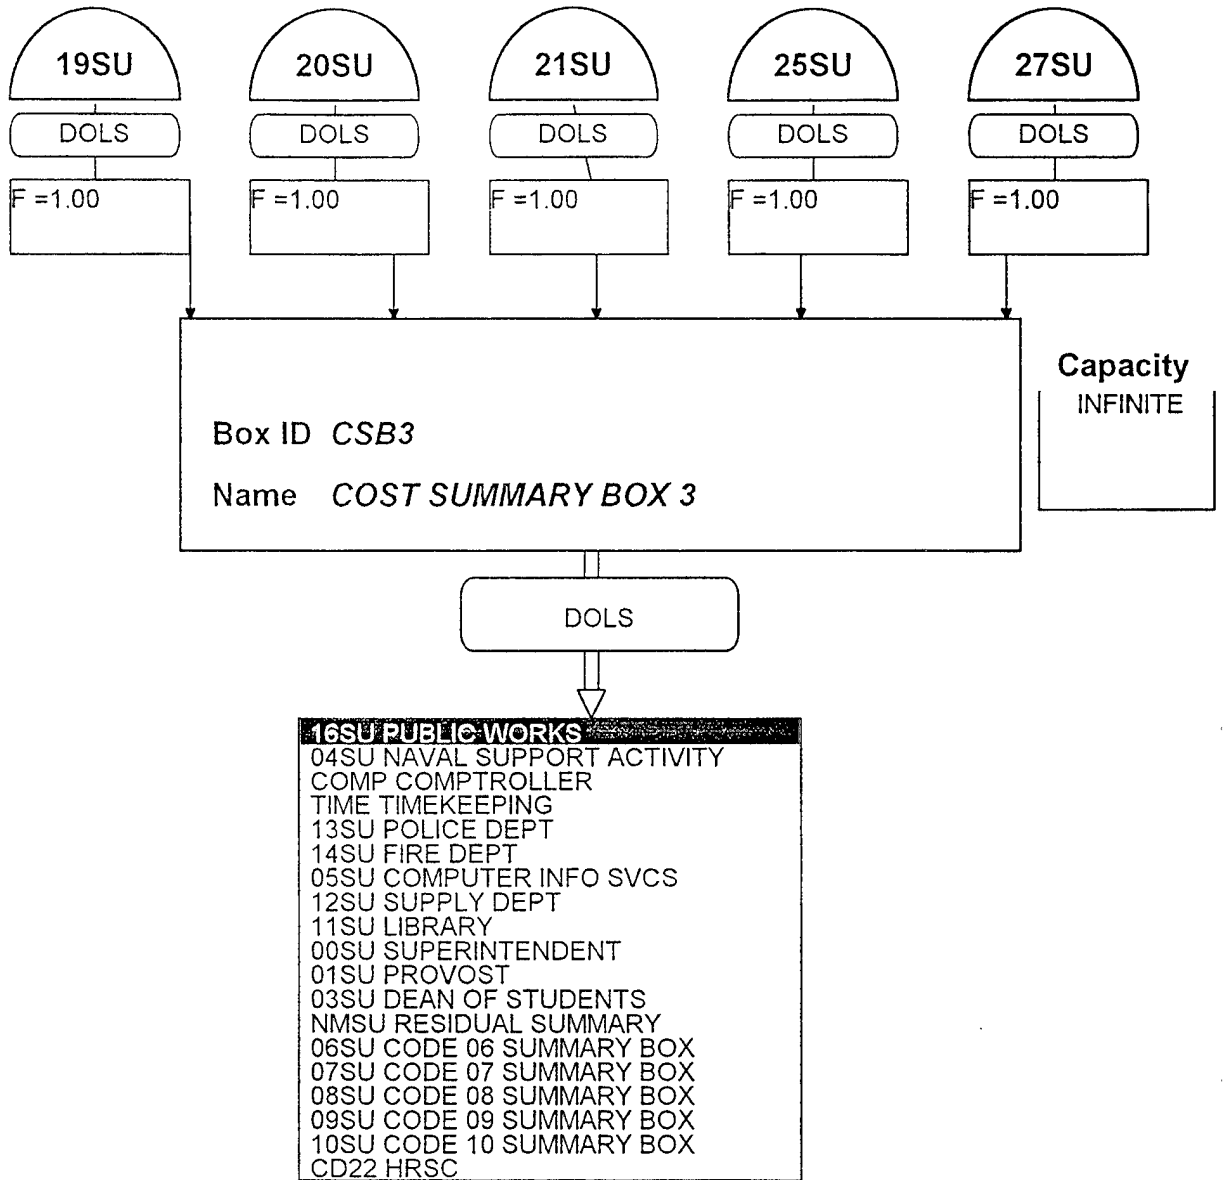 19SU 20SU 21SU 25SU 27SU
DOLS DOLS DOLS DOLS DOLS
F =1.00 F =1.00 F =1.00 F =1.00 F =1.00
Capacity
INFINITE
Box ID CSB3
Name COST SUMMARY BOX 3
DOLS
16SU PUBLIC WORKS
04SU NAVAL SUPPORT ACTIVITY
COMP COMPTROLLER
TIME TIMEKEEPING
13SU POLICE DEPT
14SU FIRE DEPT
05SU COMPUTER INFO SVCS
12SU SUPPLY DEPT
11SU LIBRARY
00SU SUPERINTENDENT
01SU PROVOST
03SU DEAN OF STUDENTS
NMSU RESIDUAL SUMMARY
06SU CODE 06 SUMMARY BOX
07SU CODE 07 SUMMARY BOX
08SU CODE 08 SUMMARY BOX
09SU CODE 09 SUMMARY BOX
10SU CODE 10 SUMMARY BOX
CD22 HRSC